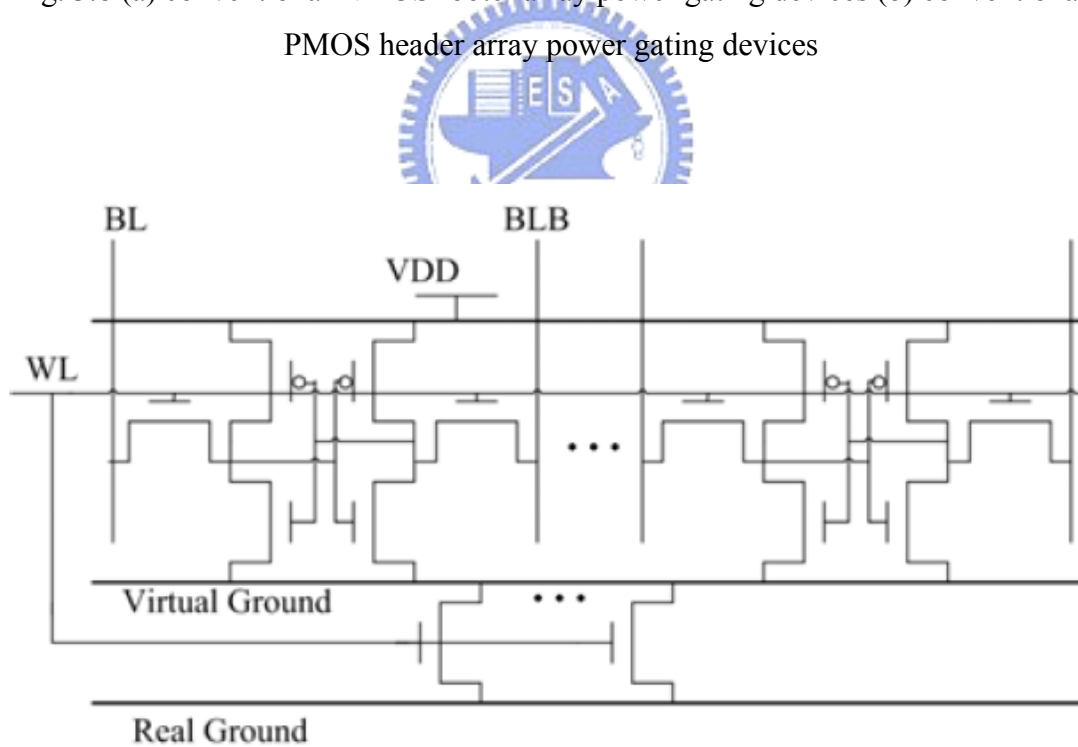 PMOS header array power gating devices
E S A
BL
BLB
VDD
WL
Virtual Ground
Real Ground